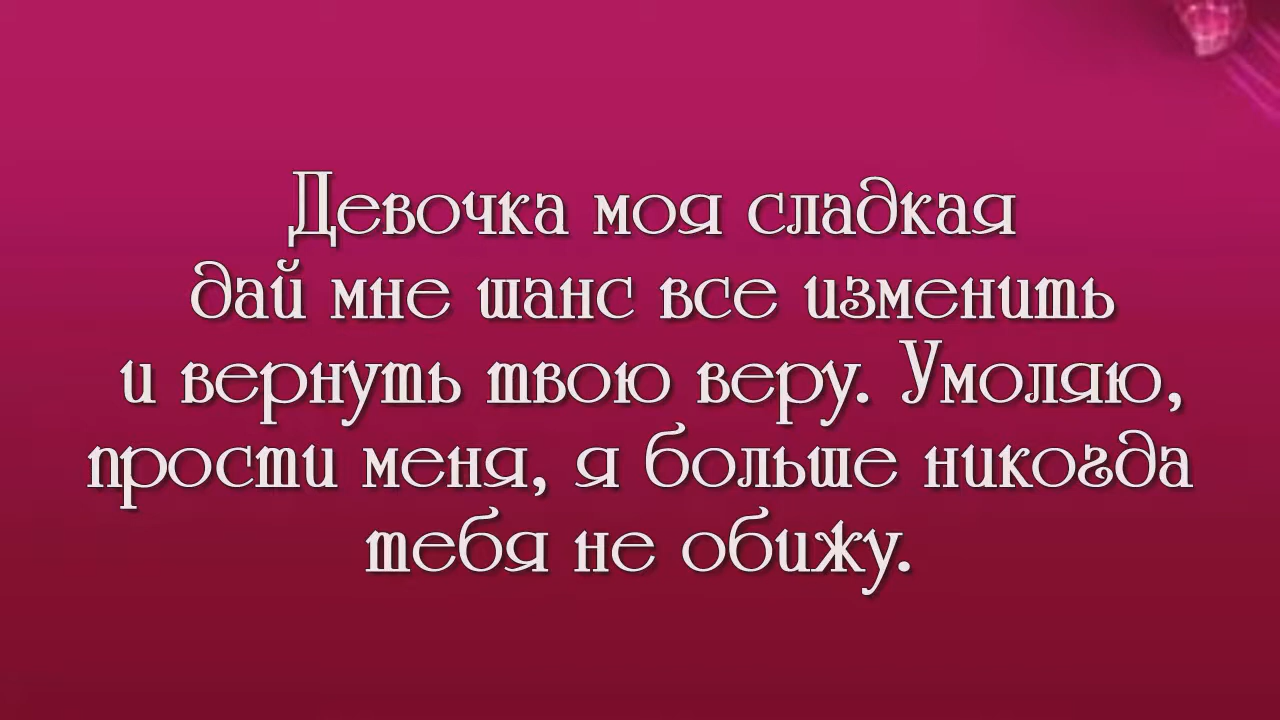 Девочка моя сладкая
дай мне шанс все изменить
и вернуть твою веру. Умоляю,
прости меня, я больше никогда
тебя не обижу.